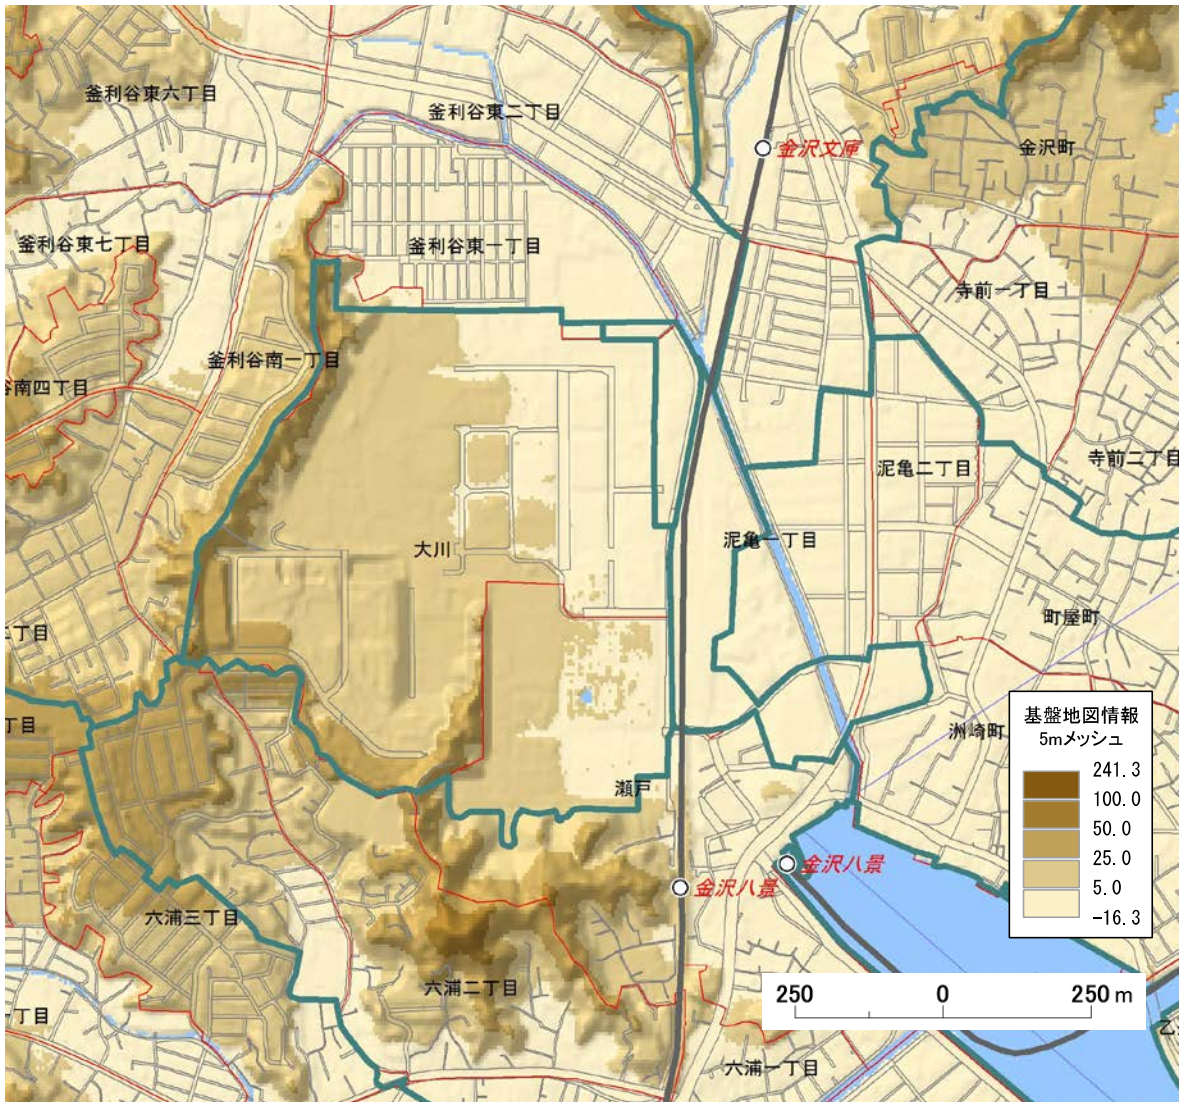 釜利谷東六丁目
釜利谷東二丁目
金沢文庫
金沢町
釜利谷東七丁目
釜利谷東一丁目
寺前一丁目
釜利谷南一丁目
谷南四丁目
泥亀二丁目
寺前二丁目
大川
泥亀一丁目
町屋町
二丁目
丁目
洲崎町
基盤地図情報
5mメッシュ
241.3
100.0
50.0
25.0
5.0
-16.3
瀬戸
金沢八景
金沢八景
六浦三丁目
六浦二丁目
250 0 250 m
一丁目
六浦一丁目